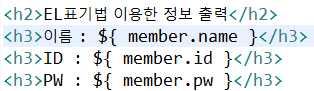 <h2>EL표기법 이용한 정보 출력</h2>
<h3>이름 : ${ member.name }</h3>
<h3>ID : ${ member.id }</h3>
<h3>PW : ${ member.pw }</h3>